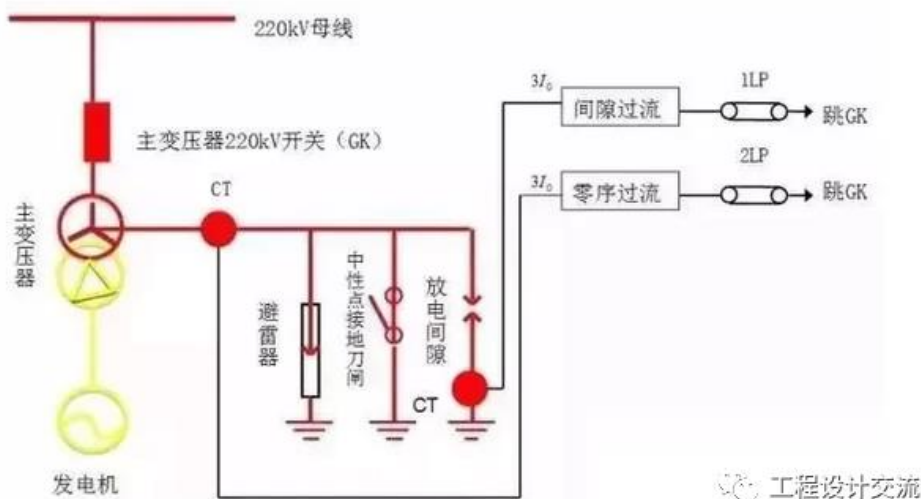 220kV母线
3I₀
间隙过流
1LP
跳GK
主变压器220kV开关（GK）
2LP
CT
3I₀
零序过流
跳GK
主变压器
避雷器
中性点接地刀闸
放电间隙
CT
发电机
工程设计交流